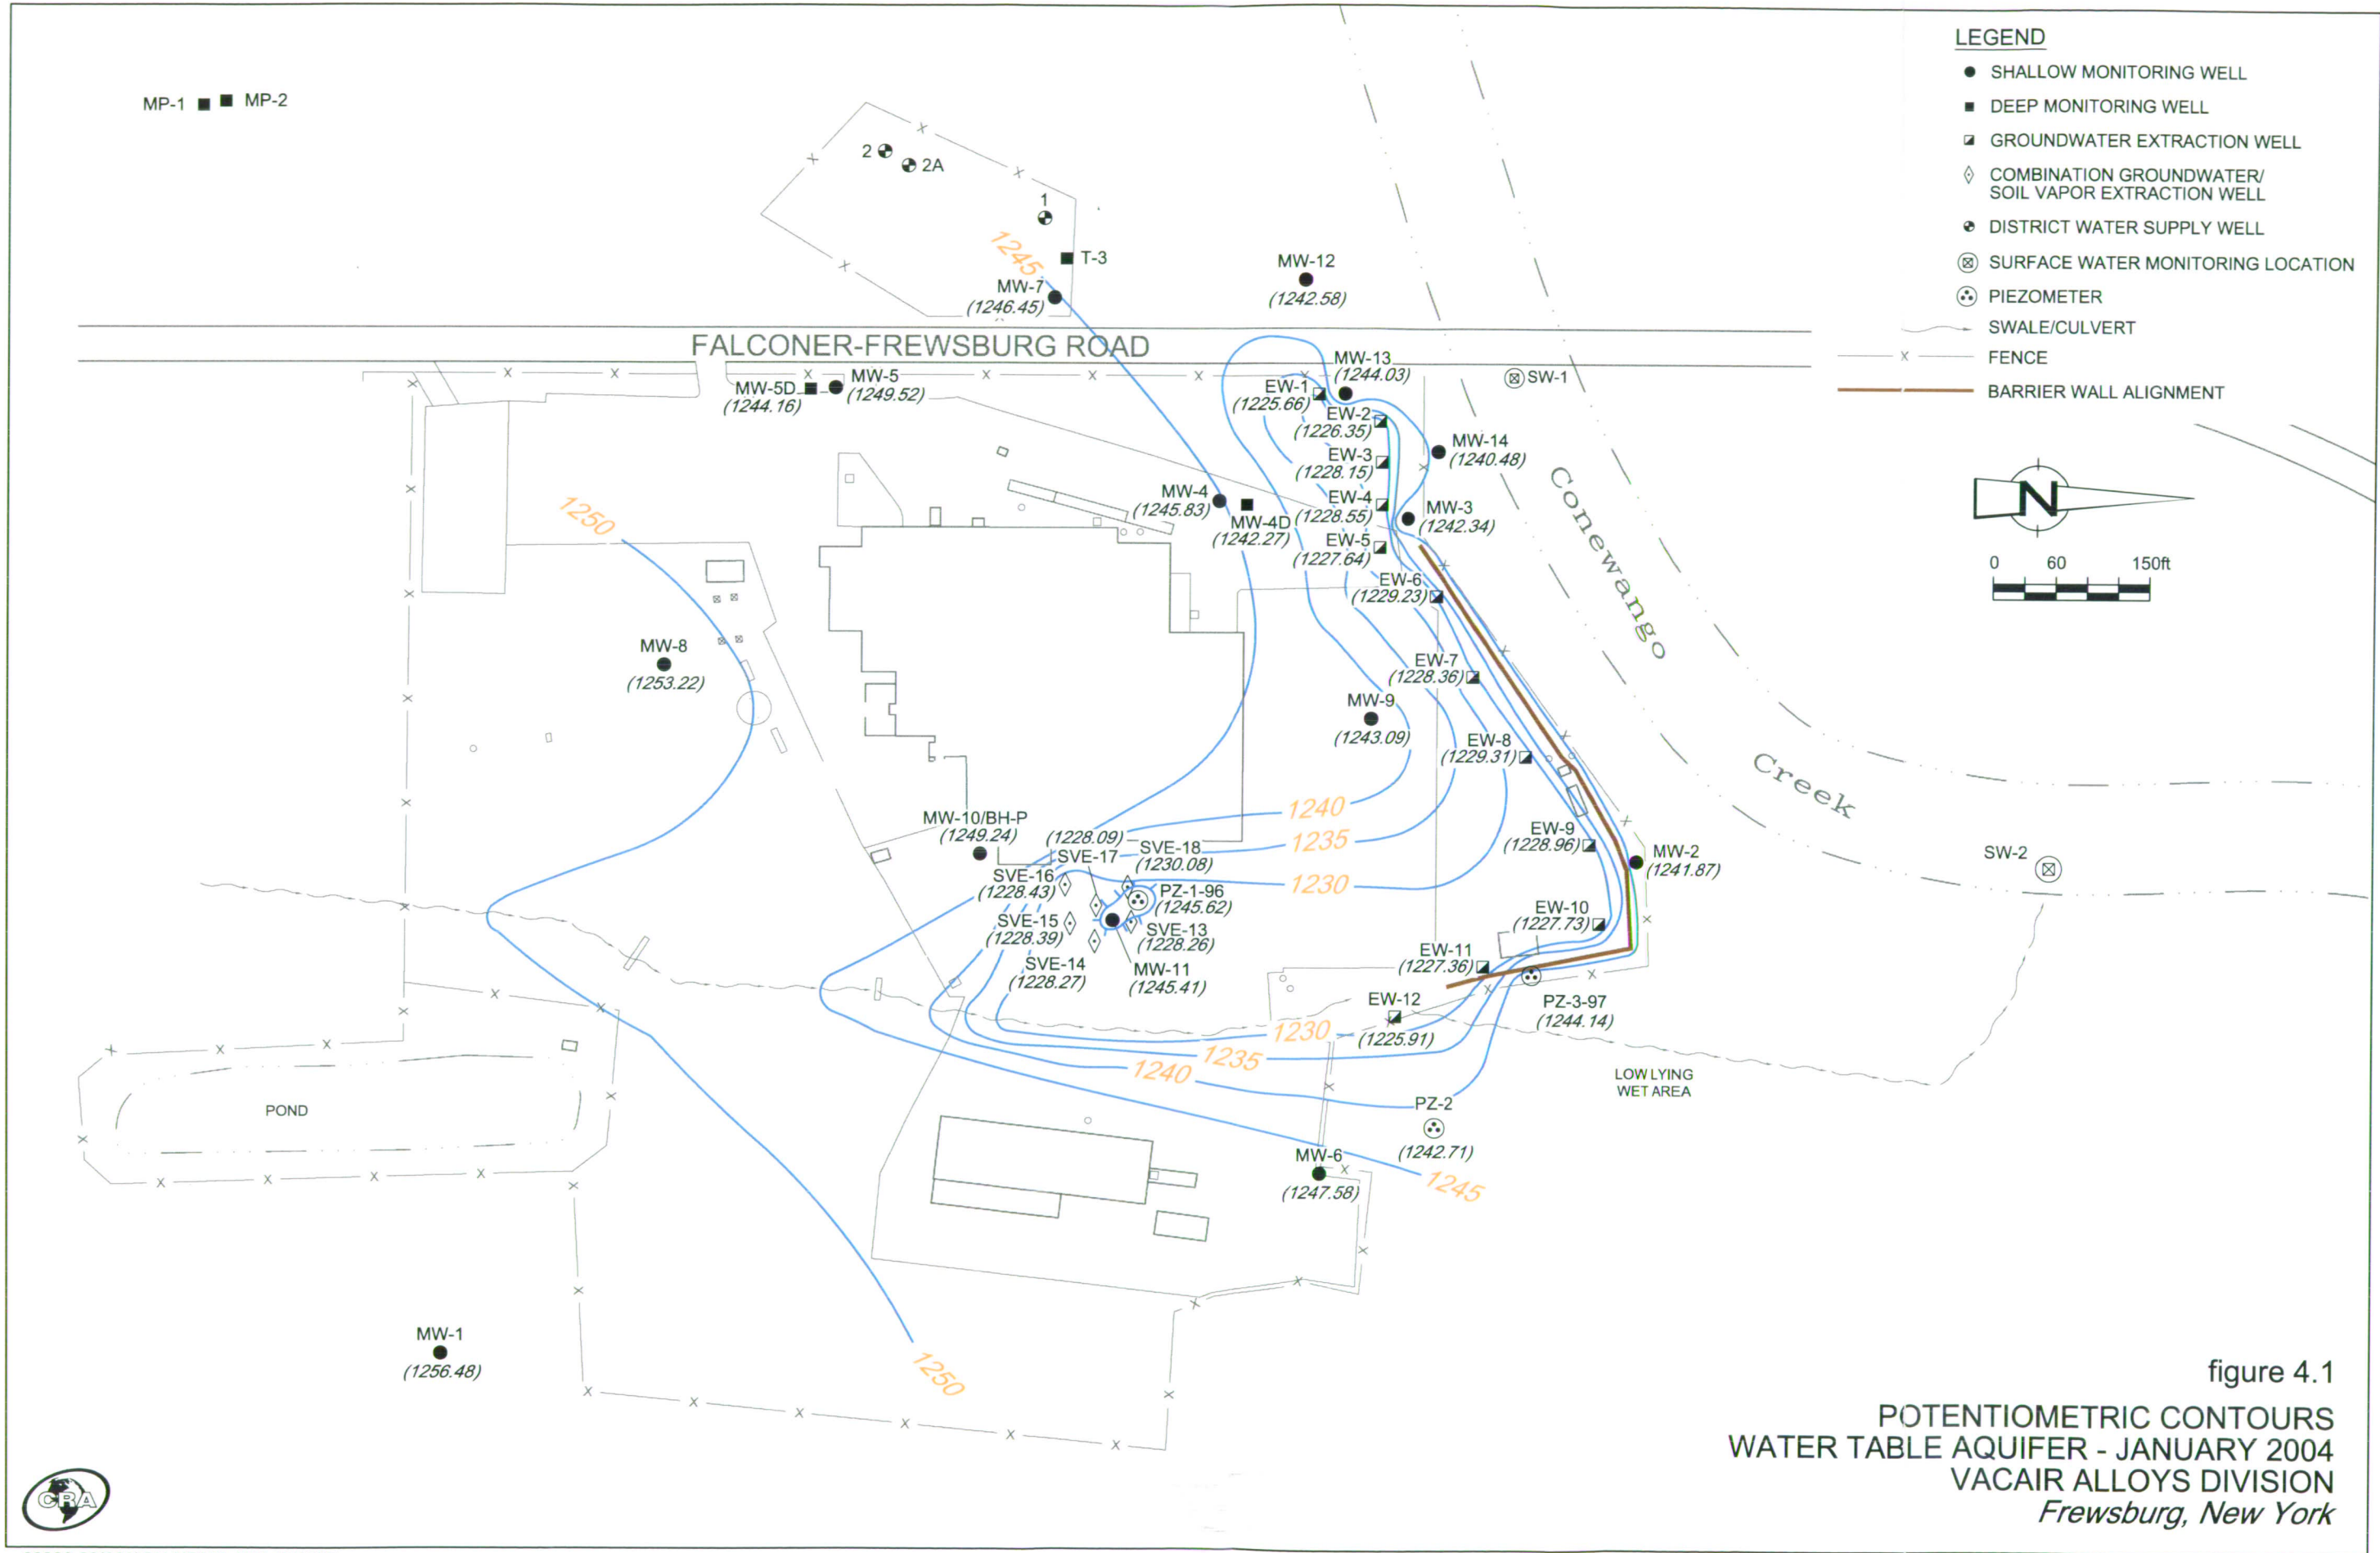 LEGEND
SHALLOW MONITORING WELL
DEEP MONITORING WELL
GROUNDWATER EXTRACTION WELL
COMBINATION GROUNDWATER/
SOIL VAPOR EXTRACTION WELL
DISTRICT WATER SUPPLY WELL
SURFACE WATER MONITORING LOCATION
PIEZOMETER
SWALE/CULVERT
X FENCE
BARRIER WALL ALIGNMENT
MP-1 MP-2
2 2A
1
1245
T-3
MW-7
(1246.45)
MW-12
(1242.58)
FALCONER-FREWSBURG ROAD
MW-13
(1244.03)
SW-1
MW-5D
(1244.16)
MW-5
(1249.52)
EW-1
(1225.66)
EW-2
(1226.35)
EW-3
(1228.15)
MW-14
(1240.48)
EW-4
(1228.55)
MW-3
(1242.34)
MW-4
(1245.83)
MW-4D
(1242.27)
EW-5
(1227.64)
EW-6
(1229.23)
1250
Conewango
Creek
N
0 60 150ft
MW-8
(1253.22)
EW-7
(1228.36)
MW-9
(1243.09)
EW-8
(1229.31)
1240
1235
1230
MW-10/BH-P
(1249.24)
(1228.09)
SVE-17
SVE-18
(1230.08)
SVE-16
(1228.43)
PZ-1-96
(1245.62)
SVE-15
(1228.39)
SVE-13
(1228.26)
SVE-14
(1228.27)
MW-11
(1245.41)
EW-9
(1228.96)
MW-2
(1241.87)
SW-2
EW-10
(1227.73)
EW-11
(1227.36)
EW-12
(1225.91)
PZ-3-97
(1244.14)
1230
1235
1240
LOW LYING
WET AREA
POND
PZ-2
(1242.71)
MW-6
(1247.58)
1245
MW-1
(1256.48)
1250
figure 4.1
POTENTIOMETRIC CONTOURS
WATER TABLE AQUIFER - JANUARY 2004
VACAIR ALLOYS DIVISION
Frewsburg, New York
CRA